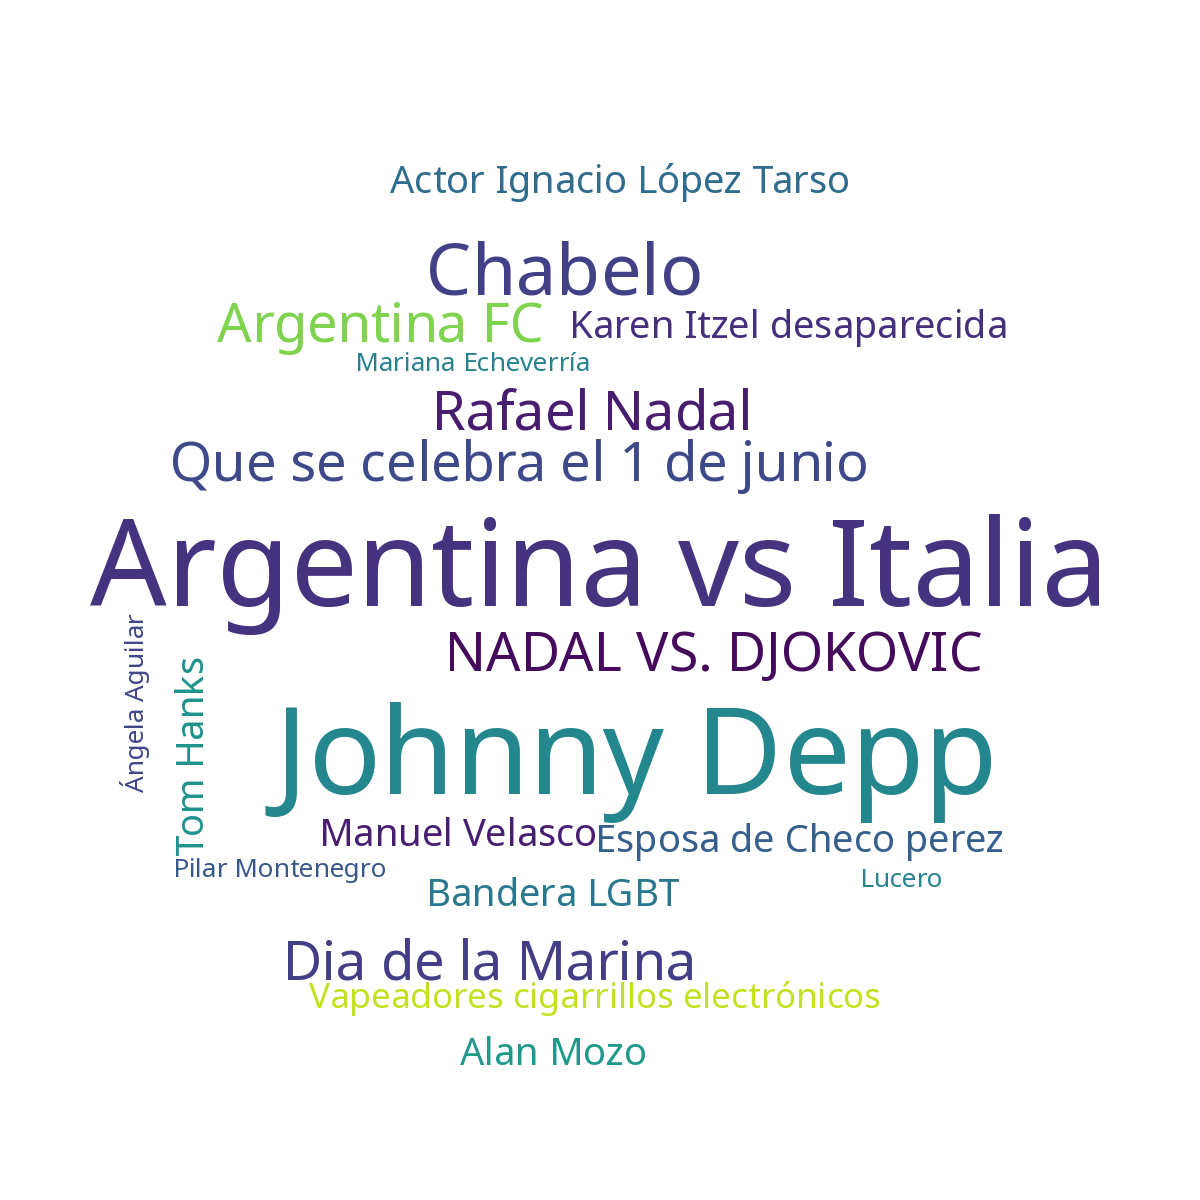 Actor Ignacio López Tarso
Chabelo
Argentina FC
Karen Itzel desaparecida
Mariana Echeverría
Rafael Nadal
Que se celebra el 1 de junio
Argentina vs Italia
NADAL VS. DJOKOVIC
Ángela Aguilar
Tom Hanks
Johnny Depp
Manuel Velasco
Esposa de Checo perez
Pilar Montenegro
Lucero
Bandera LGBT
Dia de la Marina
Vapeadores cigarrillos electrónicos
Alan Mozo